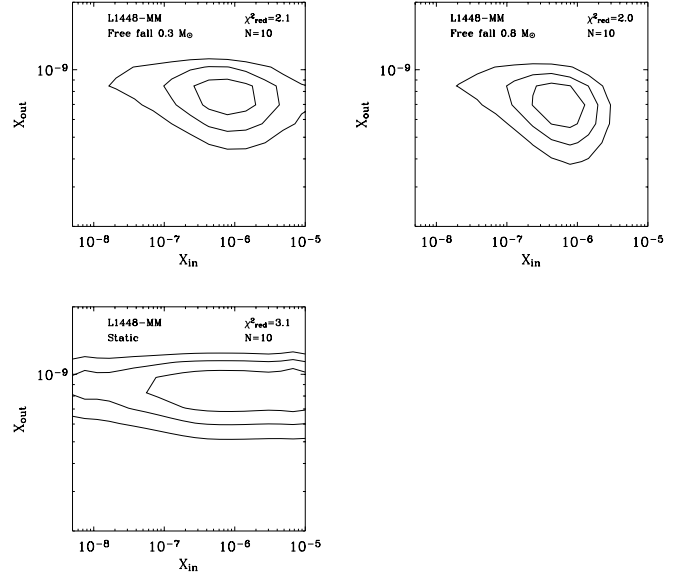 L1448-MM χ²red=2.1
Free fall 0.3 M⊙ N=10
10⁻⁹
Xout
10⁻⁸ 10⁻⁷ 10⁻⁶ 10⁻⁵
Xin
L1448-MM χ²red=2.0
Free fall 0.8 M⊙ N=10
10⁻⁹
Xout
10⁻⁸ 10⁻⁷ 10⁻⁶ 10⁻⁵
Xin
L1448-MM χ²red=3.1
Static N=10
10⁻⁹
Xout
10⁻⁸ 10⁻⁷ 10⁻⁶ 10⁻⁵
Xin